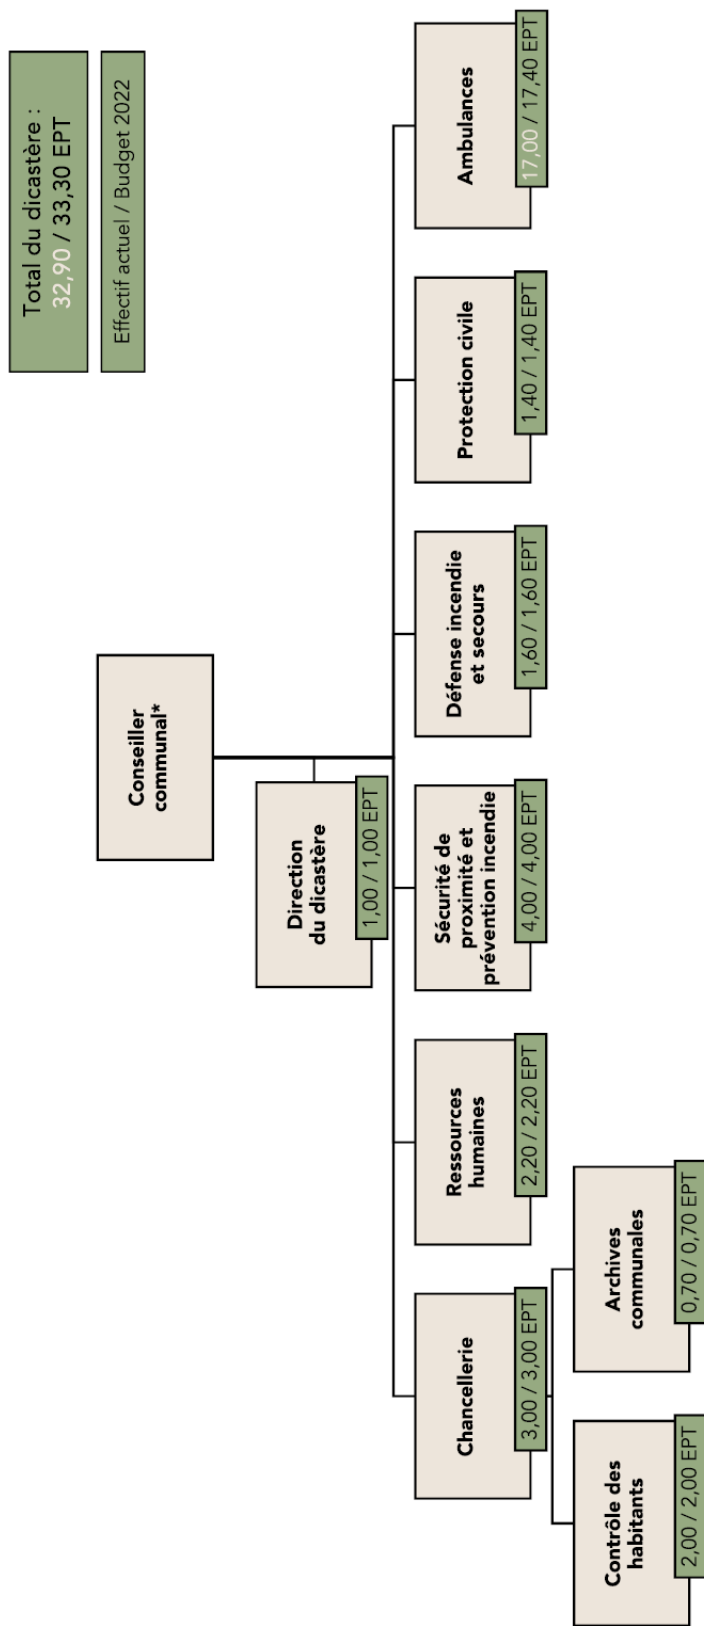 Total du dicastère :
32,90 / 33,30 EPT
Effectif actuel / Budget 2022
Conseiller
communal*
Direction
du dicastère
1,00 / 1,00 EPT
Chancellerie
3,00 / 3,00 EPT
Ressources
humaines
2,20 / 2,20 EPT
Sécurité de
proximité et
prévention incendie
4,00 / 4,00 EPT
Défense incendie
et secours
1,60 / 1,60 EPT
Protection civile
1,40 / 1,40 EPT
Ambulances
17,00 / 17,40 EPT
Contrôle des
habitants
2,00 / 2,00 EPT
Archives
communales
0,70 / 0,70 EPT